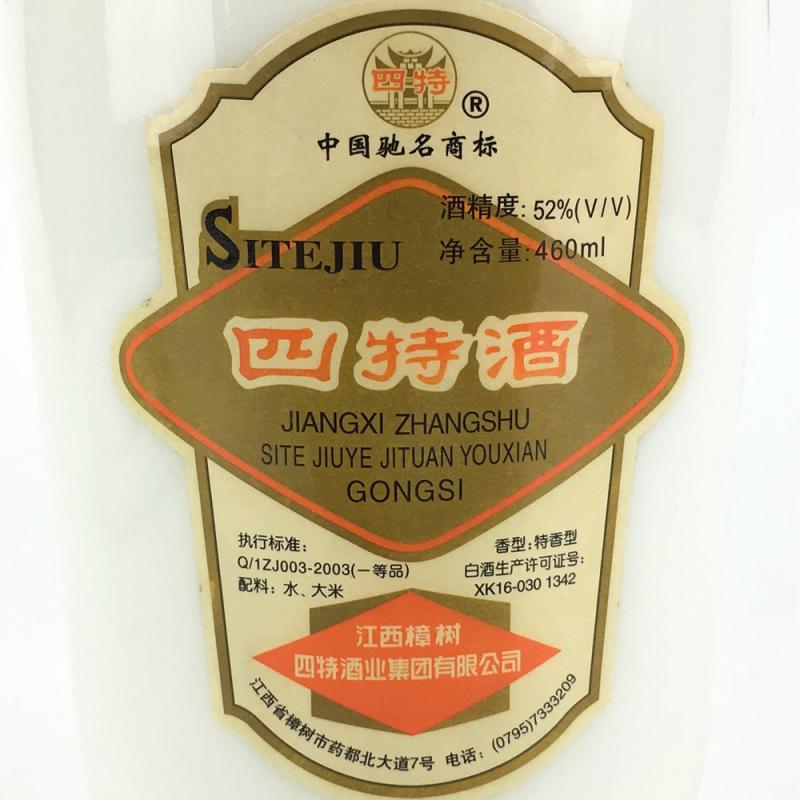 四特
®
中国驰名商标
酒精度: 52%(V/V)
净含量: 460ml
SITEJIU
四特酒
JIANGXI ZHANGSHU
SITE JIUYE JITUAN YOUXIAN
GONGSI
执行标准:
Q/1ZJ003-2003(一等品)
配料: 水、大米
香型: 特香型
白酒生产许可证号:
XK16-030 1342
江西樟树
四特酒业集团有限公司
江西省樟树市药都北大道7号 电话: (0795)7333209